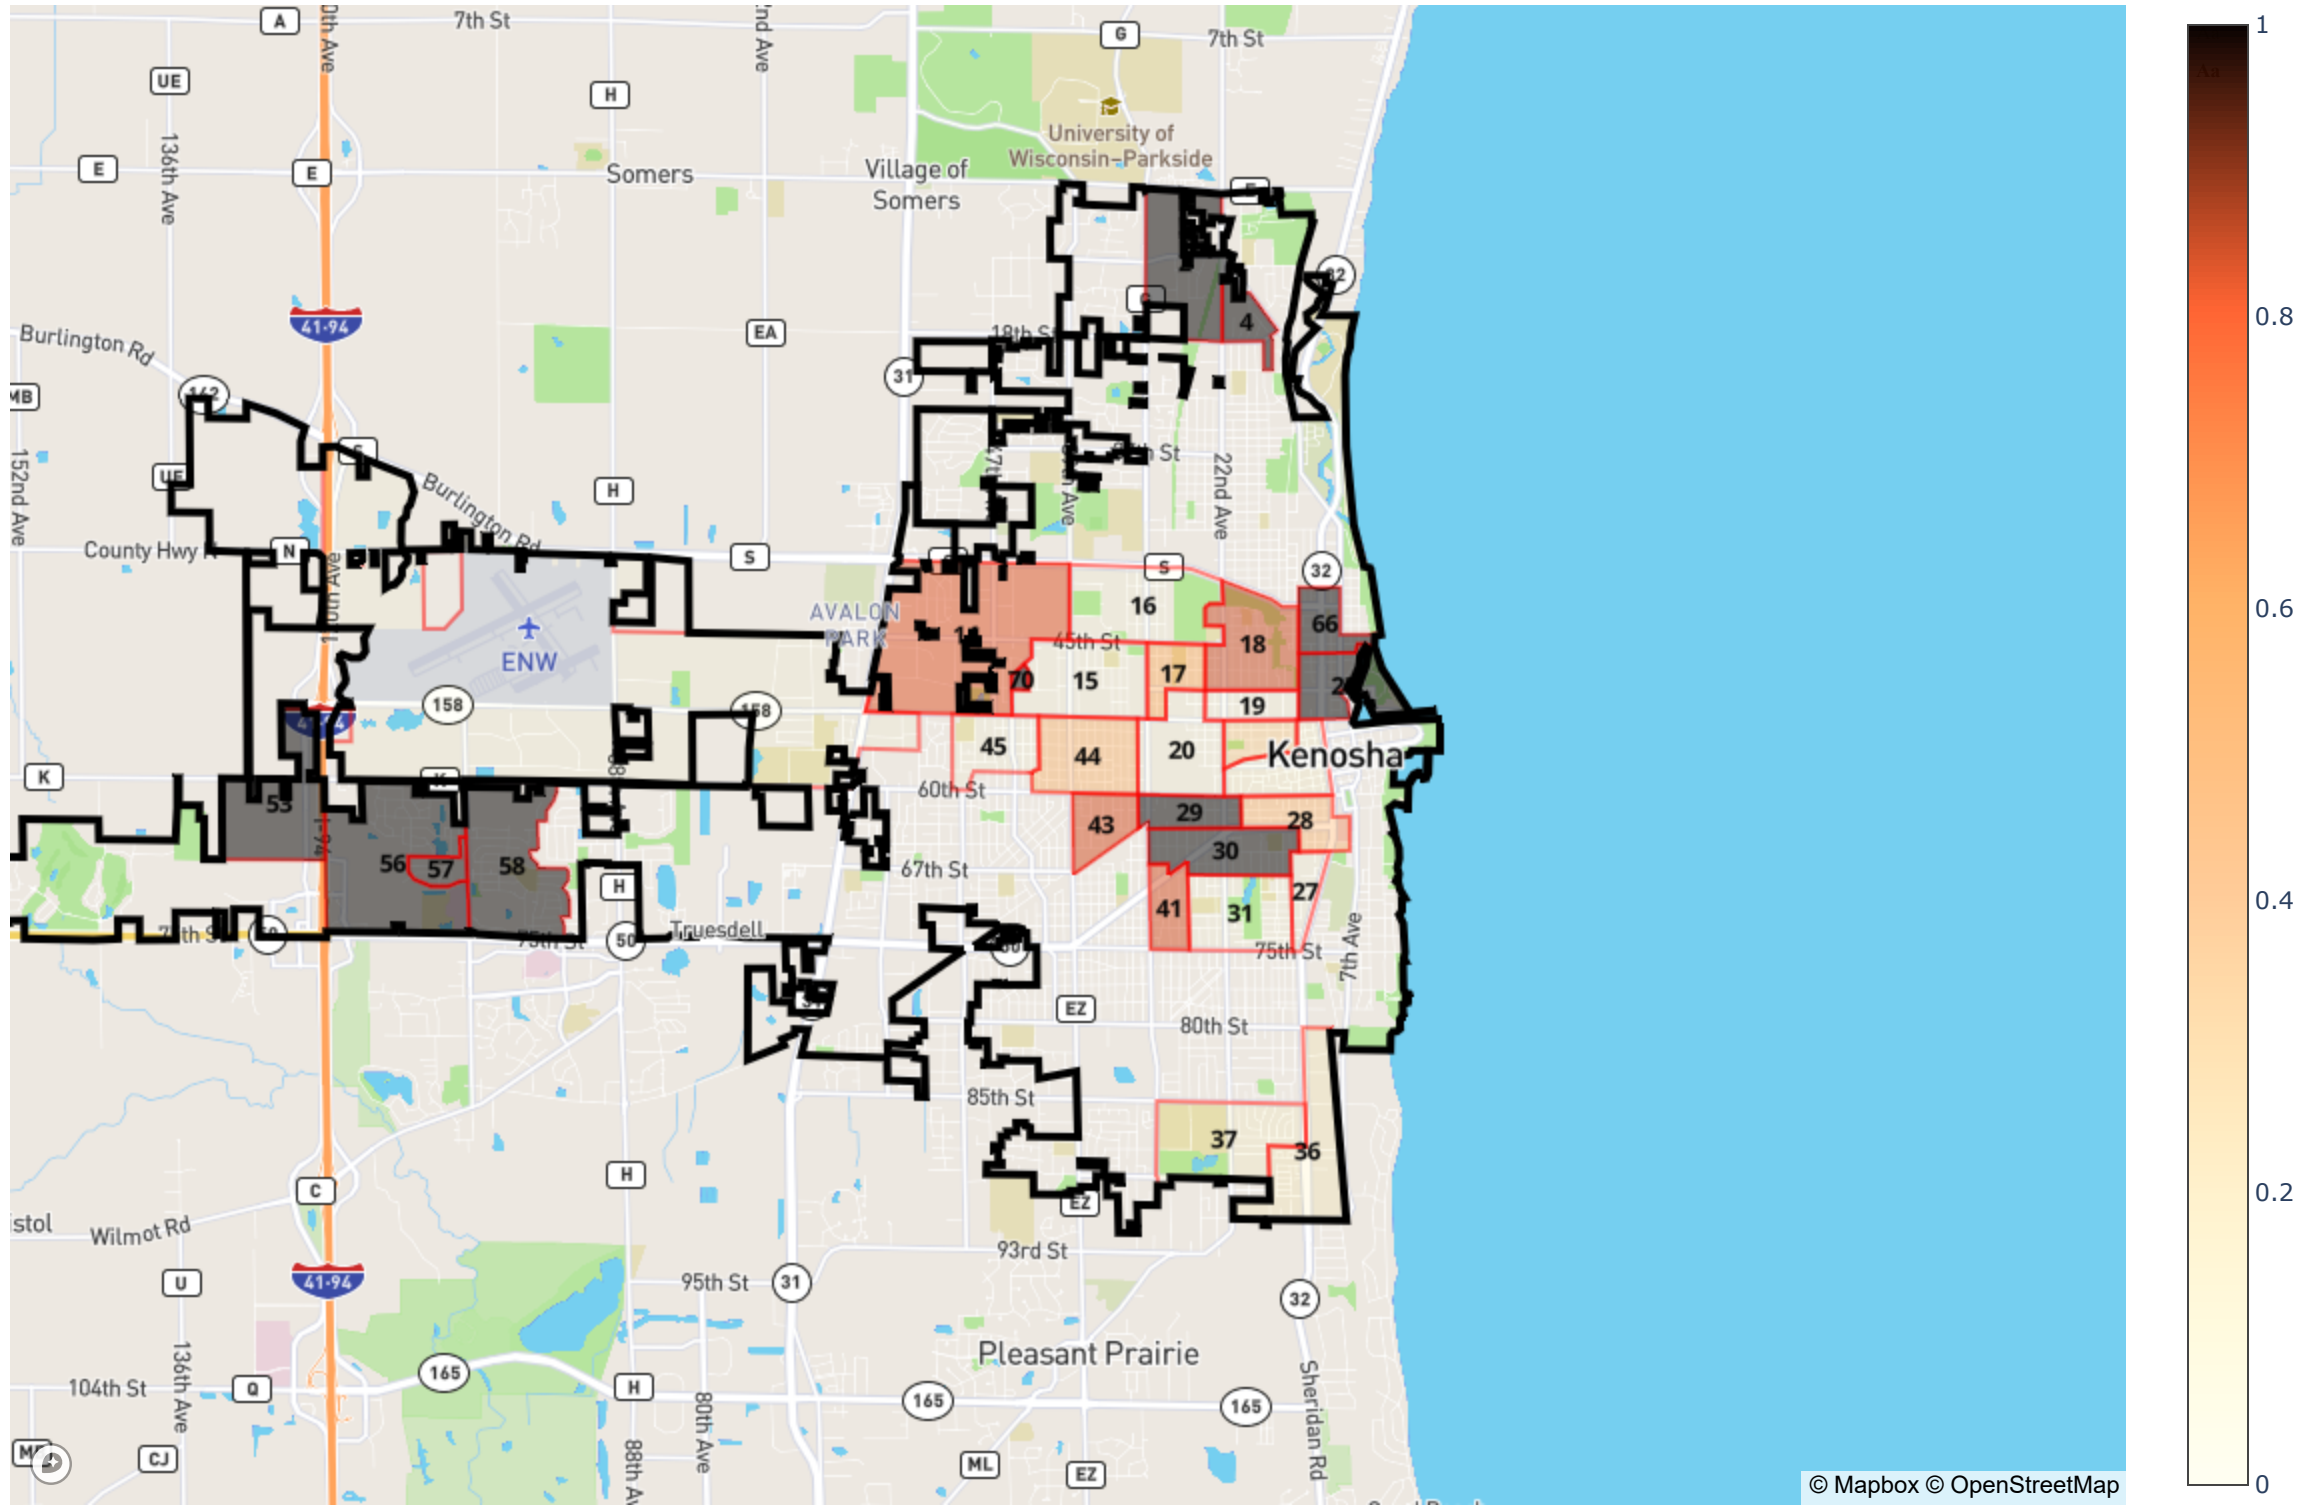 A
7th St
G
7th St
1
UE
H
University of
Wisconsin–Parkside
136th Ave
E
E
Somers
Village of
Somers
41-94
EA
18th St
4
0.8
Burlington Rd
31
MB
152nd Ave
H
Burlington Rd
22nd Ave
County Hwy N
N
S
S
32
AVALON
PARK
16
66
0.6
45th St
18
ENW
70
15
17
158
158
19
45
44
20
Kenosha
K
60th St
53
43
29
28
56
57
58
67th St
30
H
41
31
27
0.4
Truesdell
50
75th St
75th St
7th Ave
EZ
80th St
85th St
37
36
C
H
EZ
0.2
Wilmot Rd
93rd St
U
41-94
95th St
31
32
136th Ave
Pleasant Prairie
165
104th St
Q
H
165
165
80th Ave
Sheridan Rd
CJ
ML
EZ
88th Av
© Mapbox © OpenStreetMap
0